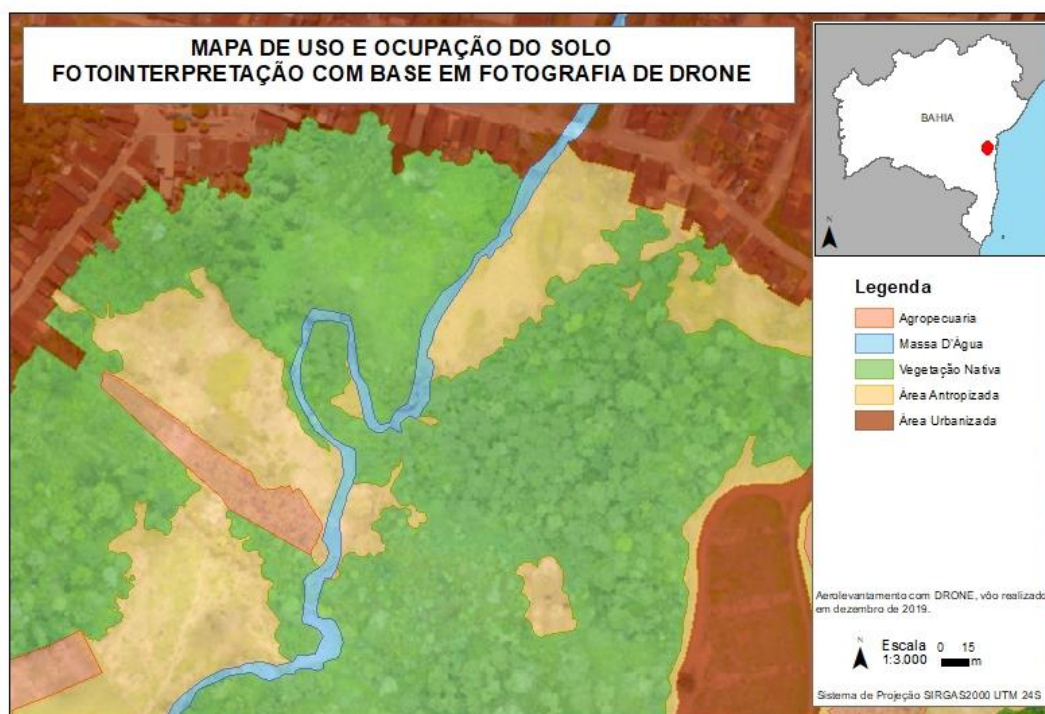 MAPA DE USO E OCUPAÇÃO DO SOLO
FOTOINTERPRETAÇÃO COM BASE EM FOTOGRAFIA DE DRONE
BAHIA
N
Legenda
Agropecuaria
Massa D'Água
Vegetação Nativa
Área Antropizada
Área Urbanizada
Aerolevantamento com DRONE, vôo realizado
em dezembro de 2019.
N
Escala 0 15
1:3.000 m
Sistema de Projeção SIRGAS2000 UTM 24S